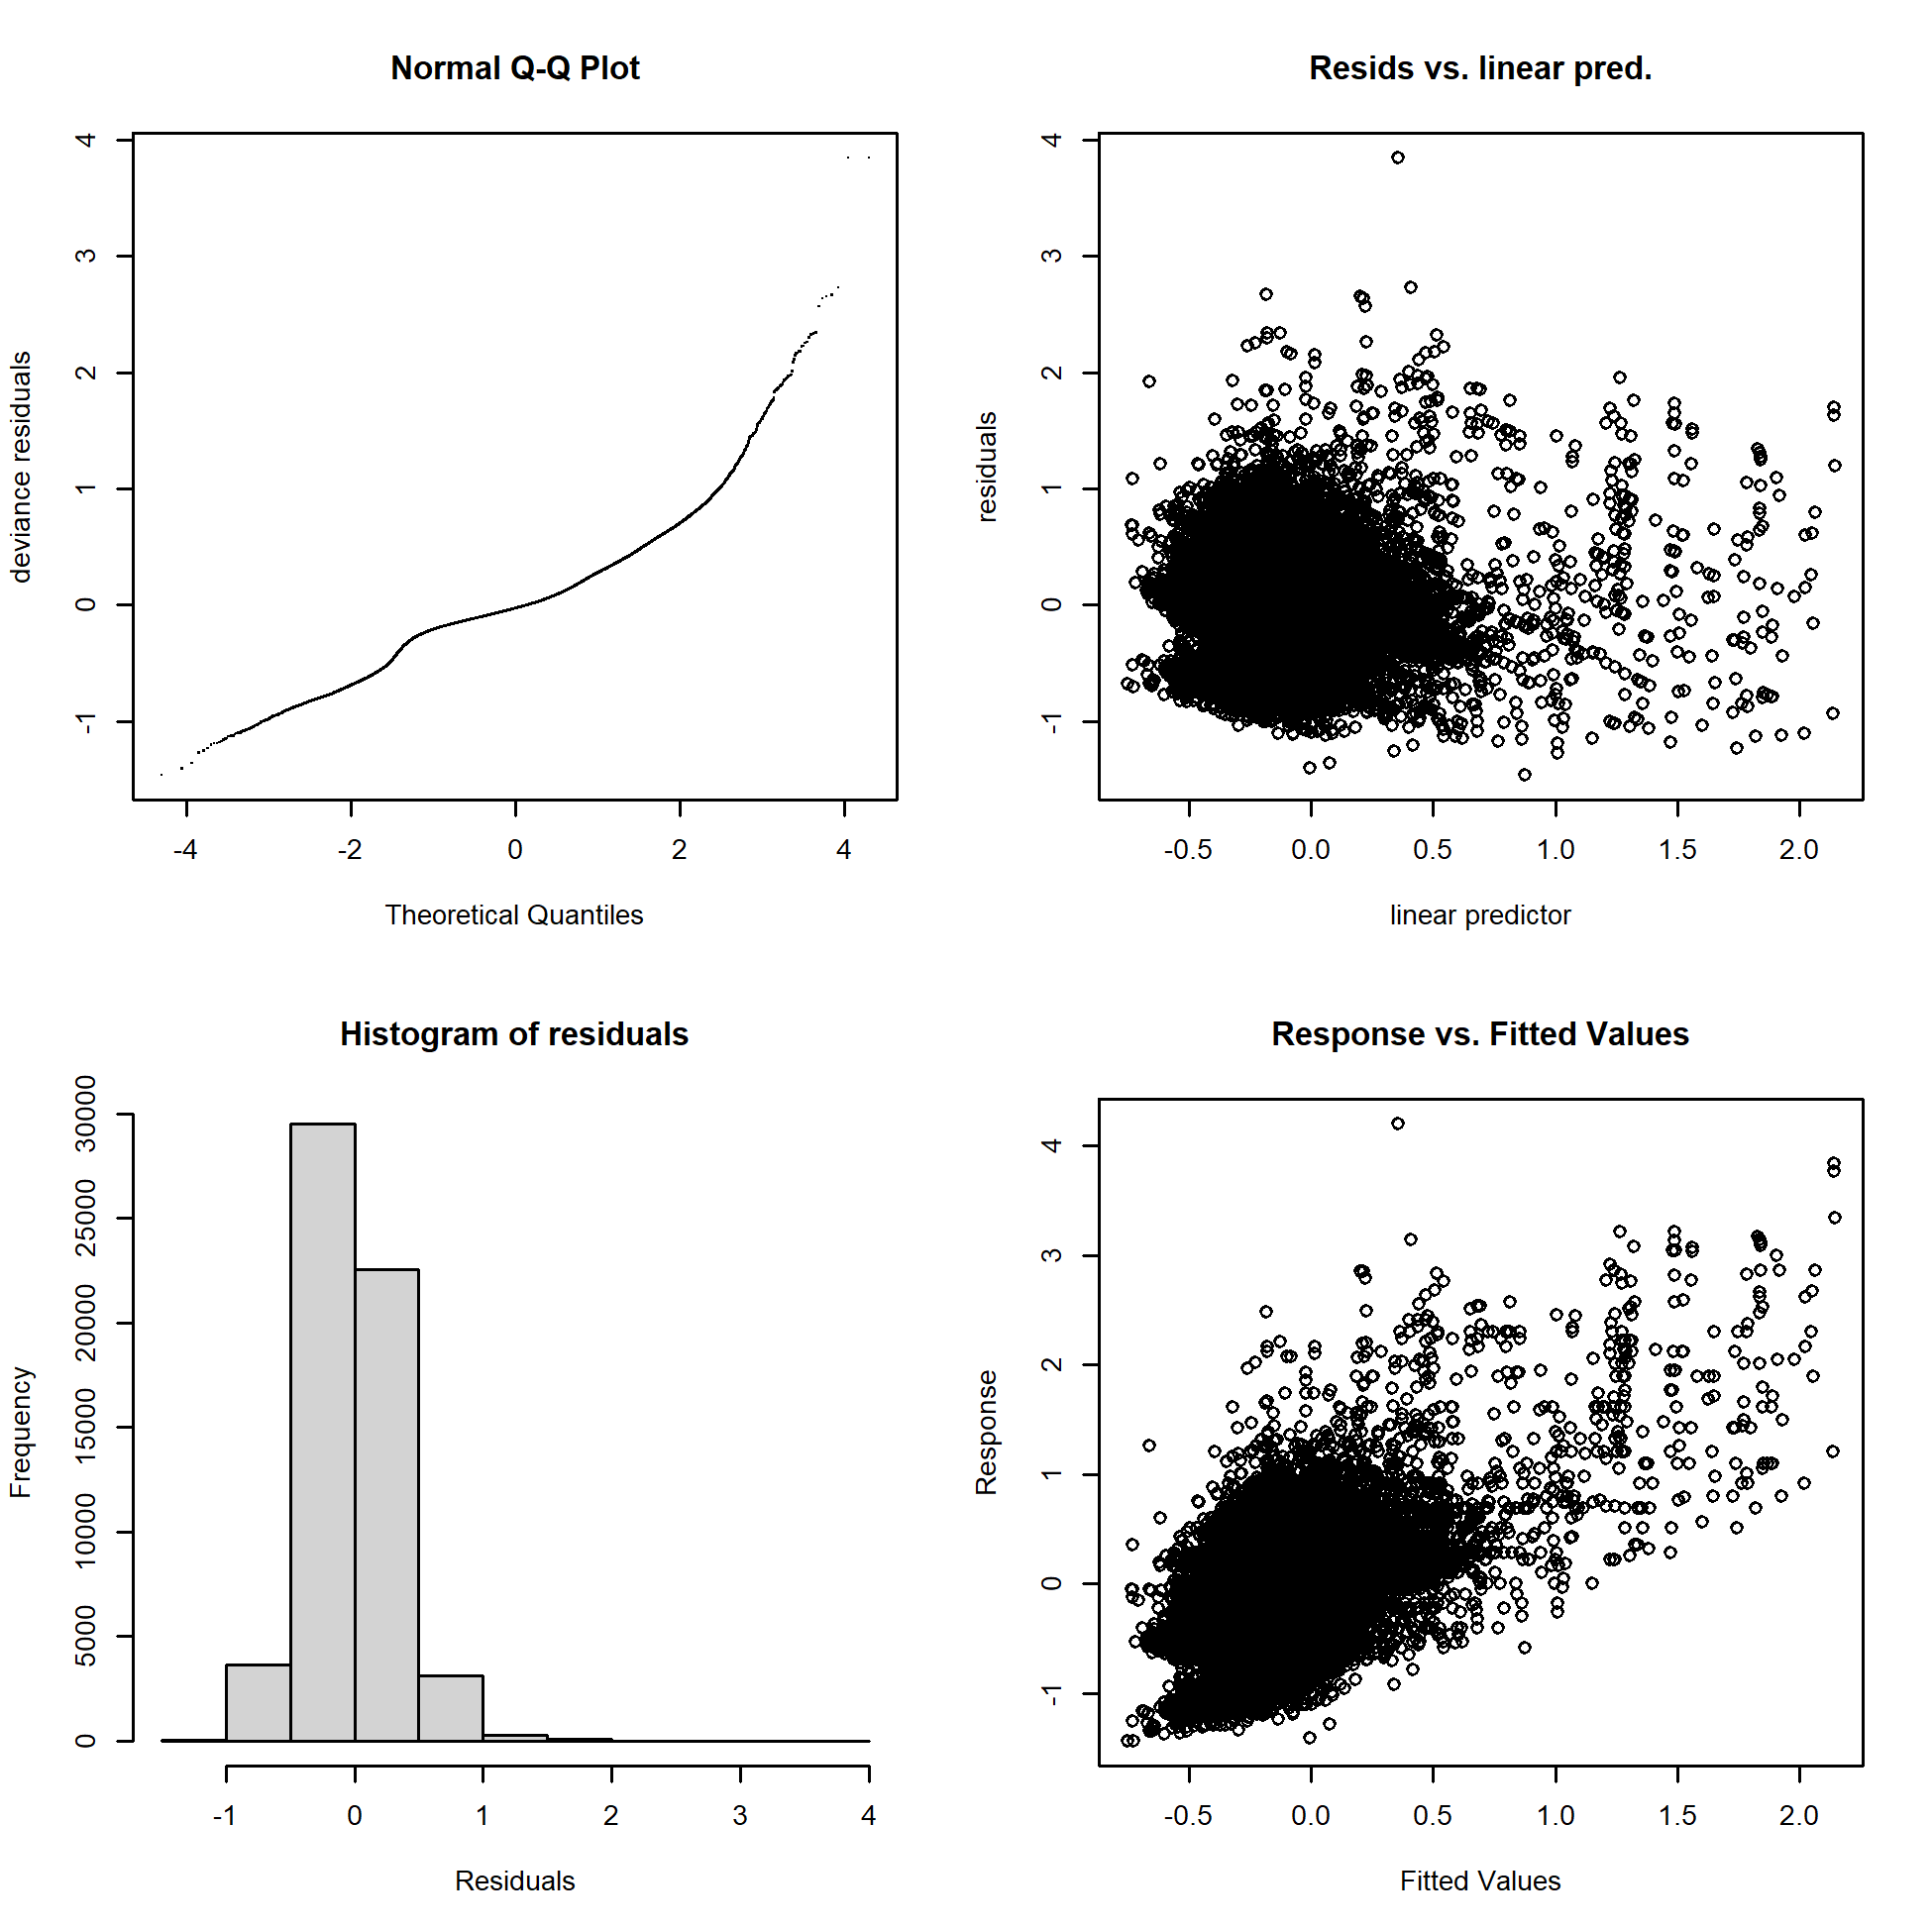 Normal Q-Q Plot
deviance residuals
-1 0 1 2 3 4
-4 -2 0 2 4
Theoretical Quantiles
Resids vs. linear pred.
residuals
-1 0 1 2 3 4
-0.5 0.0 0.5 1.0 1.5 2.0
linear predictor
Histogram of residuals
Frequency
0 5000 10000 15000 20000 25000 30000
-1 0 1 2 3 4
Residuals
Response vs. Fitted Values
Response
-1 0 1 2 3 4
-0.5 0.0 0.5 1.0 1.5 2.0
Fitted Values